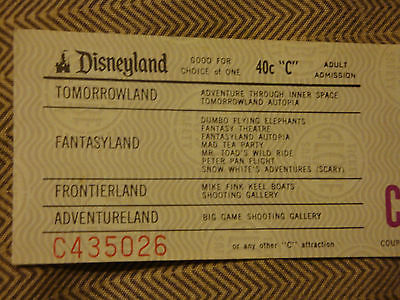 Disneyland GOOD FOR CHOICE of ONE 40c "C" ADULT ADMISSION
TOMORROWLAND
ADVENTURE THROUGH INNER SPACE
TOMORROWLAND AUTOPIA
FANTASYLAND
DUMBO FLYING ELEPHANTS
FANTASY THEATRE
FANTASYLAND AUTOPIA
MAD TEA PARTY
MR. TOAD'S WILD RIDE
PETER PAN FLIGHT
SNOW WHITE'S ADVENTURES (SCARY)
FRONTIERLAND
MIKE FINK KEEL BOATS
SHOOTING GALLERY
ADVENTURELAND
BIG GAME SHOOTING GALLERY
C435026
or any other "C" attraction
C
COUP